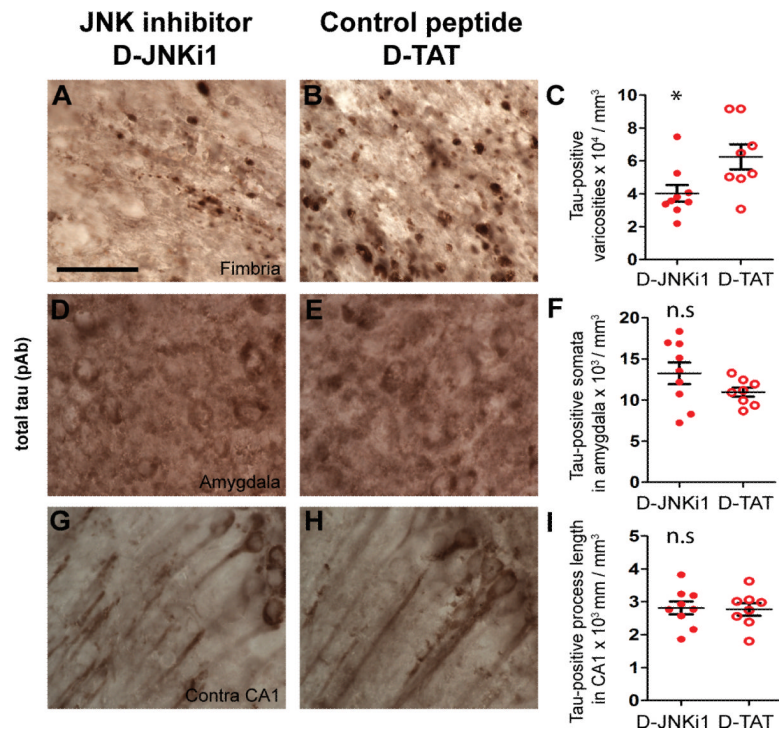 JNK inhibitor
D-JNKi1
Control peptide
D-TAT
total tau (pAb)
A
Fimbria
B
C
*
Tau-positive
varicosities x 10⁴ / mm³
10
8
6
4
2
0
D-JNKi1 D-TAT
D
Amygdala
E
F
n.s
Tau-positive somata
in amygdala x 10³ / mm³
20
15
10
5
0
D-JNKi1 D-TAT
G
Contra CA1
H
I
n.s
Tau-positive process length
in CA1 x 10³ mm / mm³
5
4
3
2
1
0
D-JNKi1 D-TAT